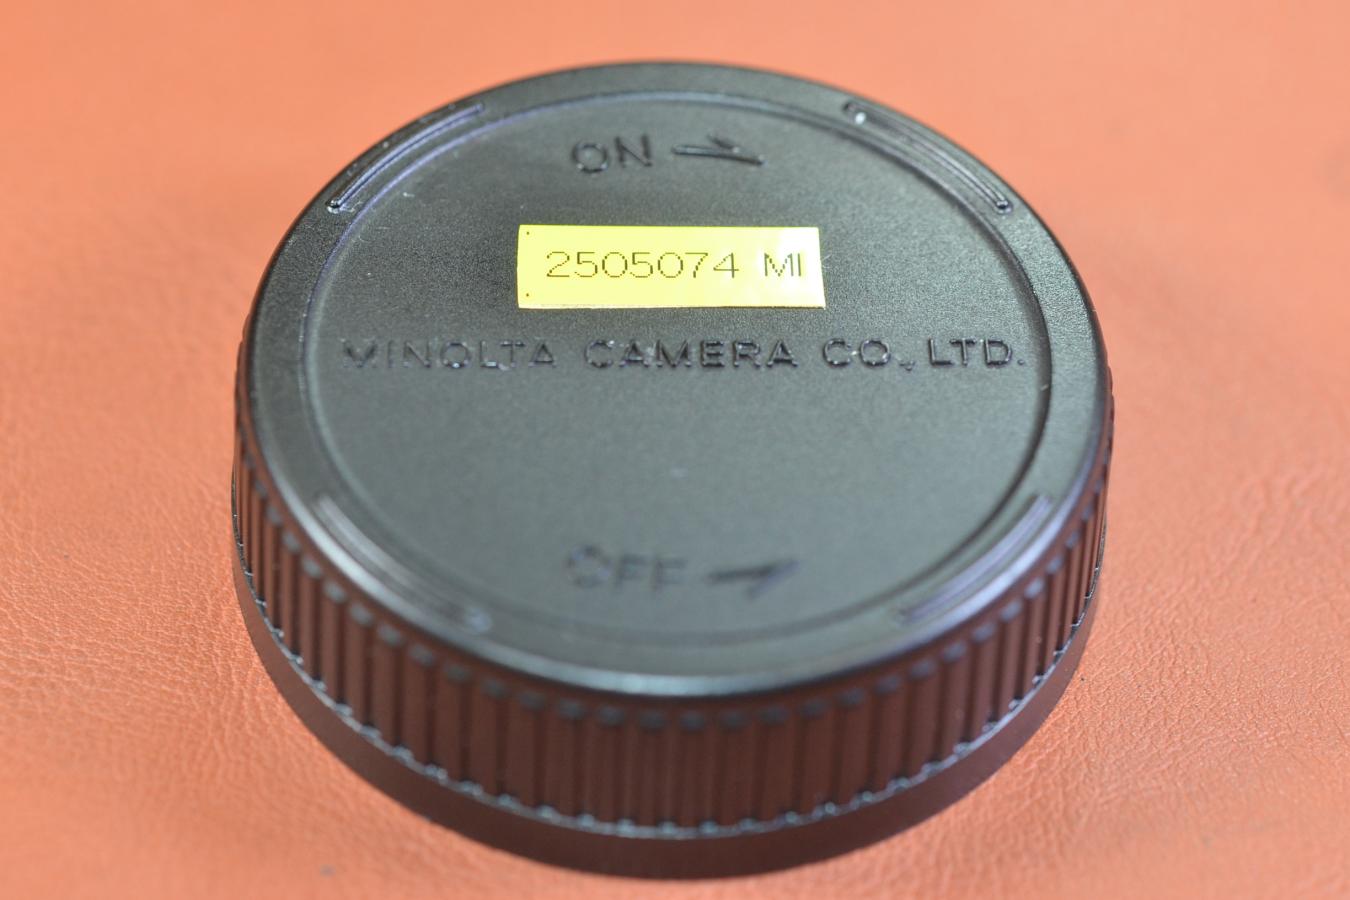 ON
2505074 MI
MINOLTA CAMERA CO., LTD.
OFF